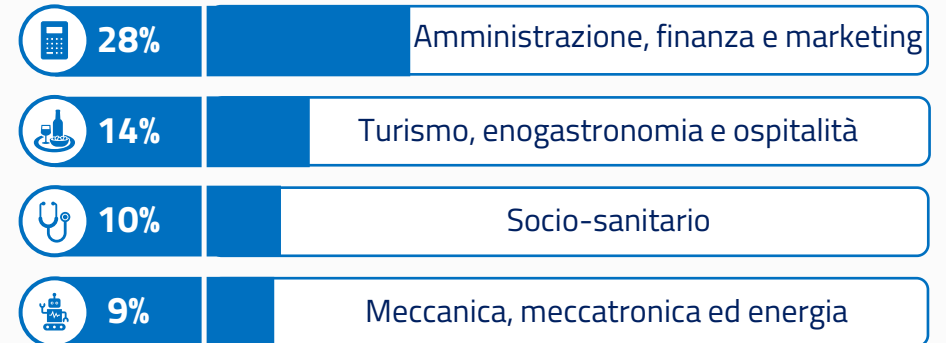 28% Amministrazione, finanza e marketing
14% Turismo, enogastronomia e ospitalità
10% Socio-sanitario
9% Meccanica, meccatronica ed energia